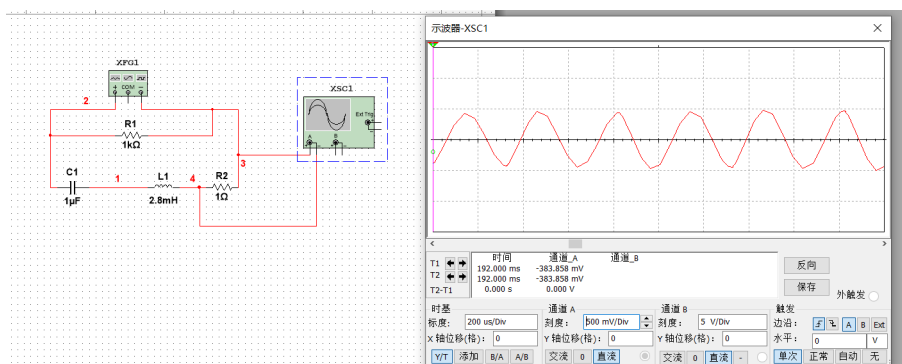 示波器-XSC1
XFG1
+ COM −
2
R1
1kΩ
XSC1
Ext Trig
A
B
3
C1
1µF
1
L1
2.8mH
4
R2
1Ω
T1
T2
T2-T1
时间 通道_A 通道_B
192.000 ms -383.858 mV
192.000 ms -383.858 mV
0.000 s 0.000 V
反向
保存
外触发
时基
标度: 200 us/Div
X 轴位移(格): 0
Y/T 添加 B/A A/B
通道 A
刻度: 500 mV/Div
Y 轴位移(格): 0
交流 0 直流
通道 B
刻度: 5 V/Div
Y 轴位移(格): 0
交流 0 直流 -
触发
边沿: A B Ext
水平: 0 V
单次 正常 自动 无